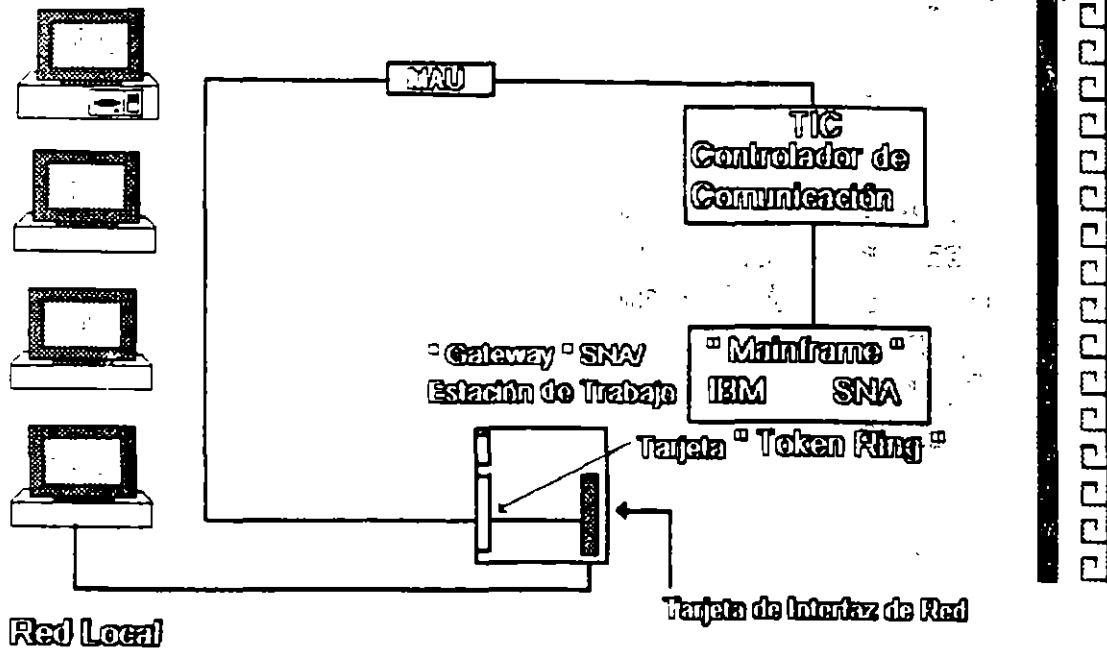 MAU
TIC
Controlador de
Comunicación
" Gateway " SNA/
Estación de Trabajo
" Mainframe "
IBM SNA
Tarjeta " Token Ring "
Tarjeta de Interfaz de Red
Red Local